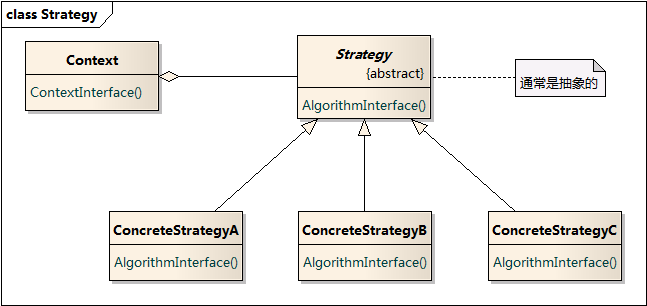 class Strategy
Context
ContextInterface()
Strategy
{abstract}
AlgorithmInterface()
通常是抽象的
ConcreteStrategyA
AlgorithmInterface()
ConcreteStrategyB
AlgorithmInterface()
ConcreteStrategyC
AlgorithmInterface()